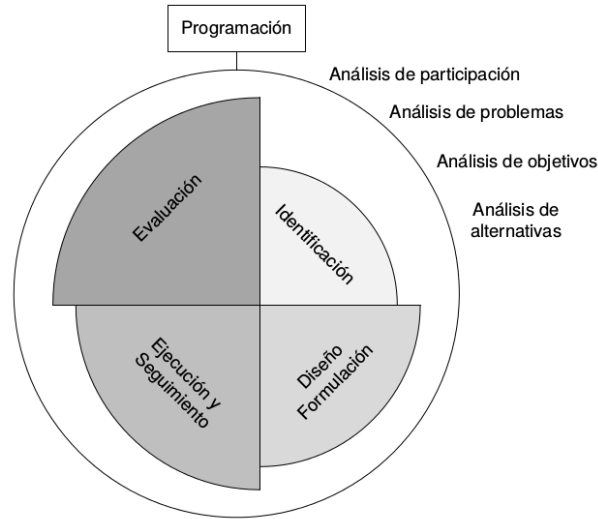 Programación
Análisis de participación
Análisis de problemas
Análisis de objetivos
Análisis de
alternativas
Evaluación
Identificación
Ejecución y
Seguimiento
Diseño
Formulación